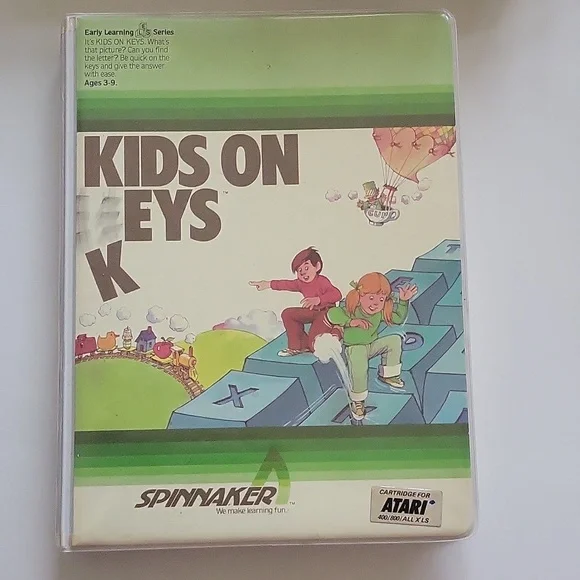 Early Learning Series
It's KIDS ON KEYS. What's
that picture? Can you find
the letter? Be quick on the
keys and give the answer
with ease.
Ages 3-9.
KIDS ON
EYS™
K
CUP
X
D
SPINNAKER™
We make learning fun.
CARTRIDGE FOR
ATARI
400/800/ALL XLS